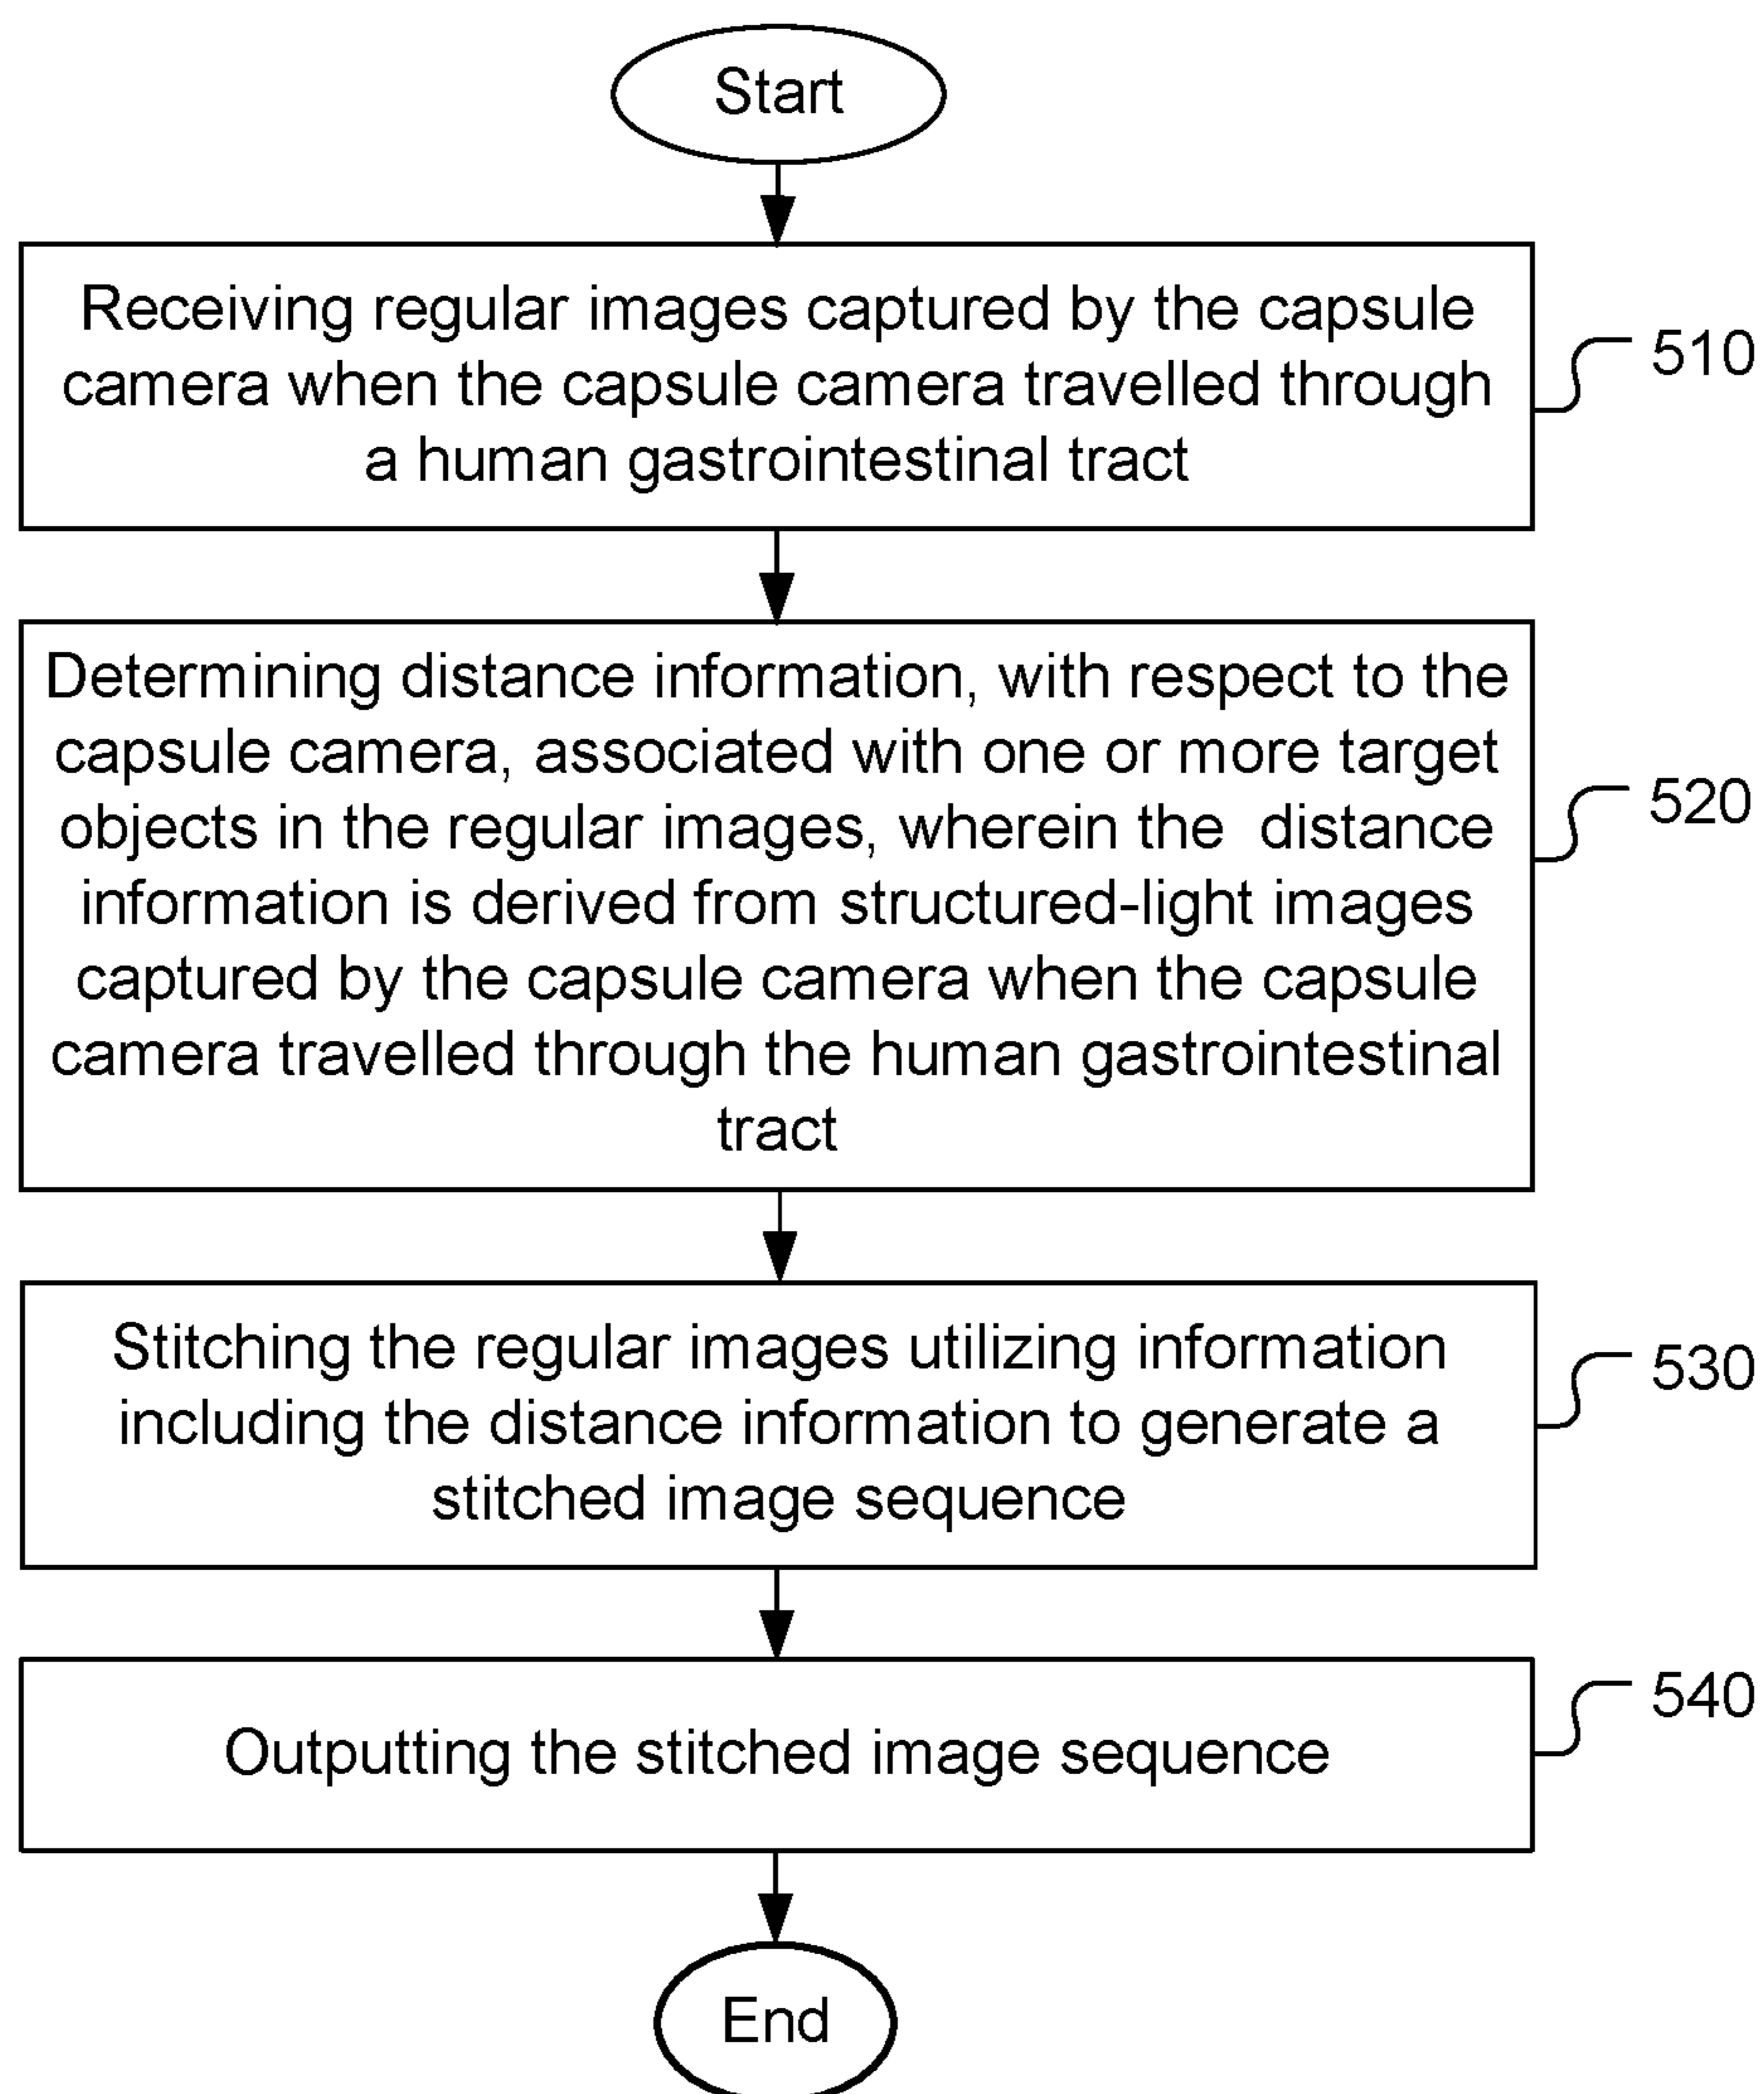 Start
Receiving regular images captured by the capsule
camera when the capsule camera travelled through
a human gastrointestinal tract
510
Determining distance information, with respect to the
capsule camera, associated with one or more target
objects in the regular images, wherein the distance
information is derived from structured-light images
captured by the capsule camera when the capsule
camera travelled through the human gastrointestinal
tract
520
Stitching the regular images utilizing information
including the distance information to generate a
stitched image sequence
530
Outputting the stitched image sequence
540
End